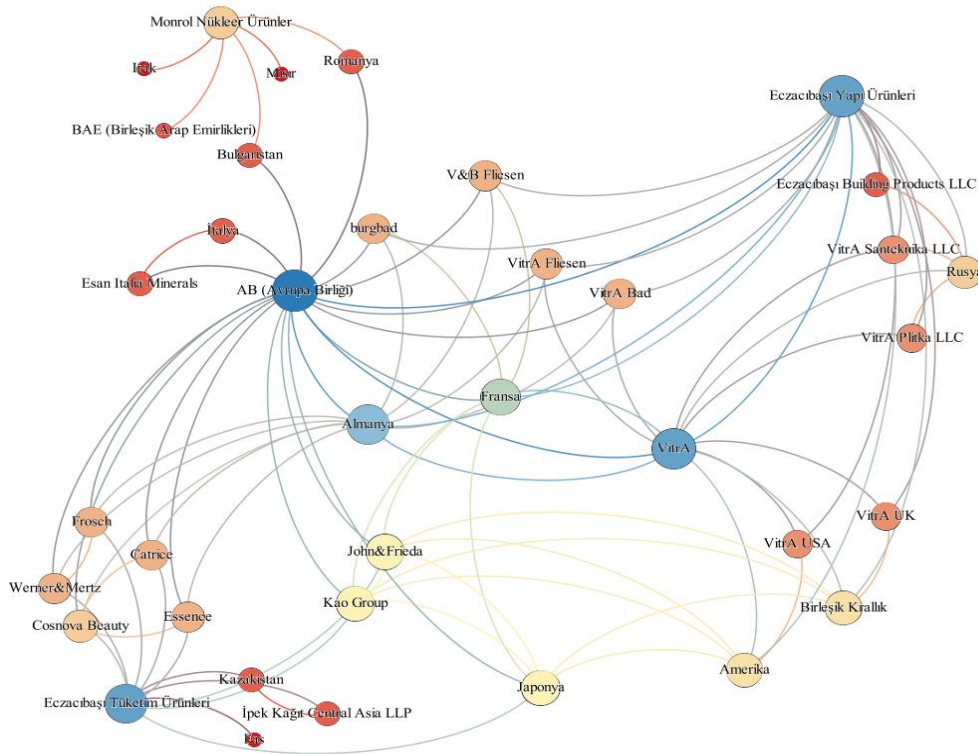 Monrol Nükleer Ürünler
Romanya
Irak
Mısır
BAE (Birleşik Arap Emirlikleri)
Bulgaristan
Eczacıbaşı Yapı Ürünleri
V&B Fliesen
Eczacıbaşı Building Products LLC
burgbad
İtalya
VitrA Santeknika LLC
VitrA Fliesen
Rusya
Esan Italia Minerals
AB (Avrupa Birliği)
VitrA Bad
VitrA Plitka LLC
Fransa
Almanya
VitrA
Frosch
VitrA UK
VitrA USA
Catrice
John&Frieda
Werner&Mertz
Kao Group
Birleşik Krallık
Cosnova Beauty
Essence
Amerika
Kazakistan
Japonya
Eczacıbaşı Tüketim Ürünleri
İpek Kağıt Central Asia LLP
Fas